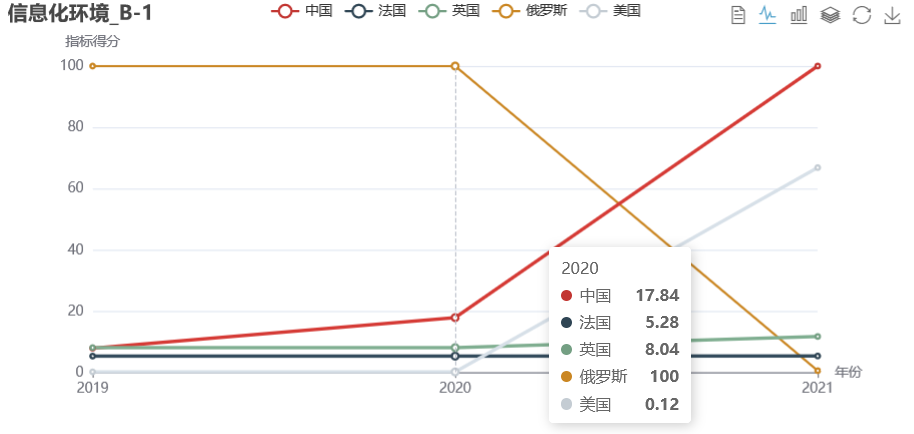 信息化环境_B-1
中国 法国 英国 俄罗斯 美国
指标得分
100
80
60
40
20
0
2019 2020 2021
年份
2020
中国 17.84
法国 5.28
英国 8.04
俄罗斯 100
美国 0.12